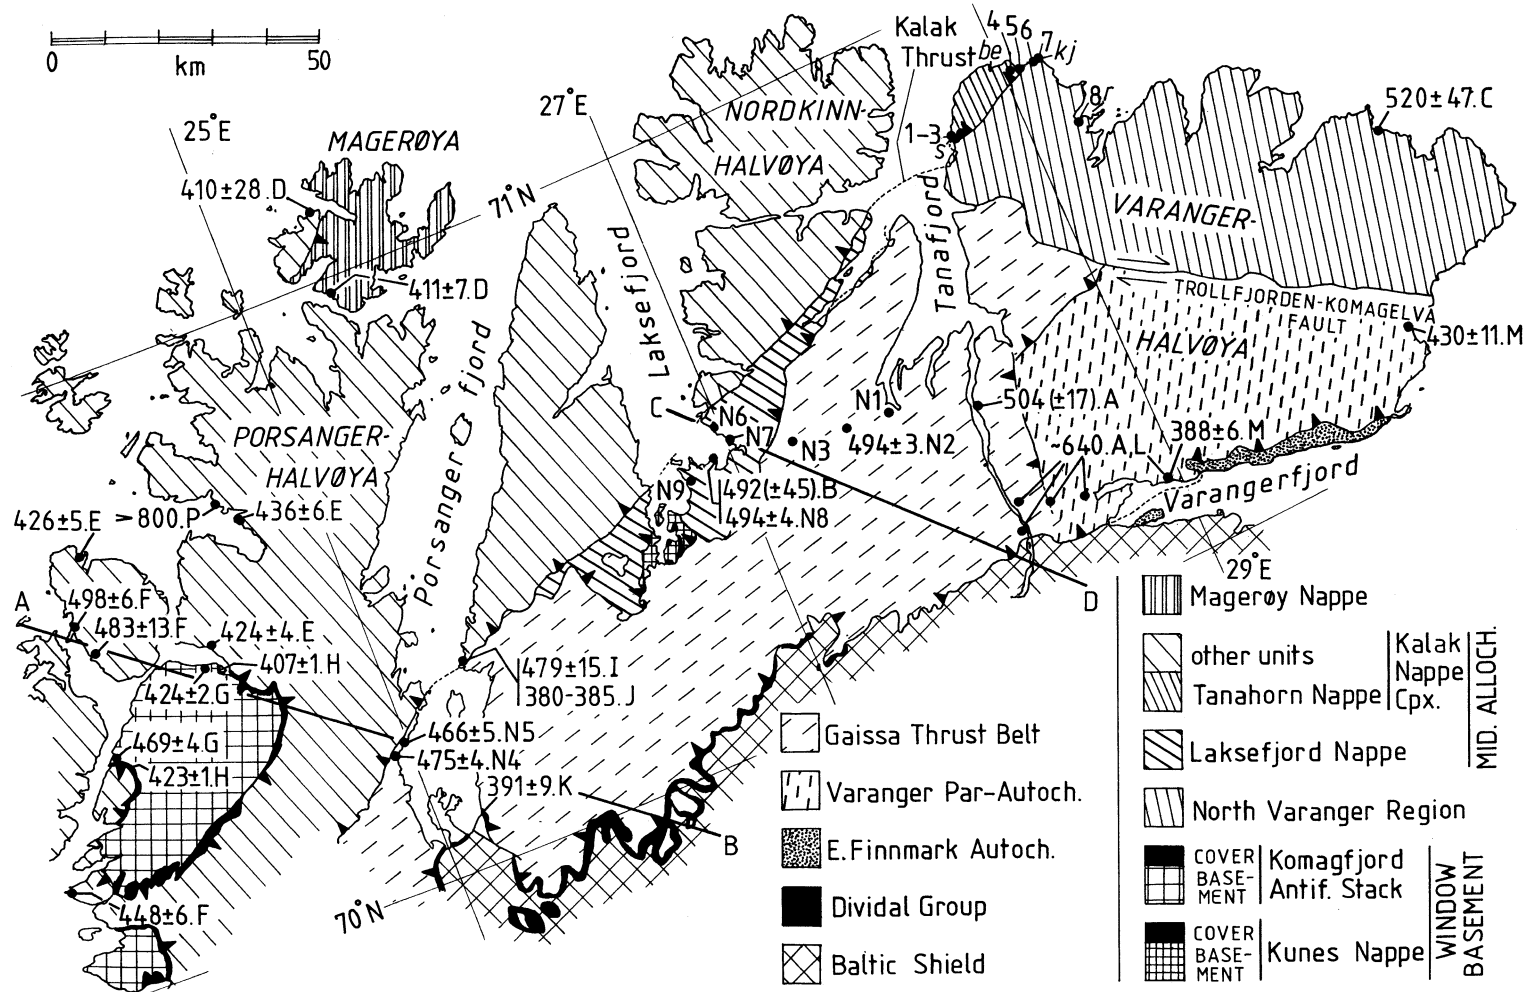 0 km 50
25°E
MAGERØYA
410±28.D
411±7.D
71°N
27°E
NORDKINN-
HALVØYA
Kalak
Thrust
be
4 5 6
7 kj
8 r
1-3
s
520±47.C
VARANGER-
HALVØYA
TROLLFJORDEN-KOMAGELVA
FAULT
430±11.M
Tanafjord
Laksefjord
Porsanger fjord
PORSANGER-
HALVØYA
C
N6
N7
N1
N3
494±3.N2
504(±17).A
~640.A,L
388±6.M
Varangerfjord
29°E
N9
492(±45).B
494±4.N8
D
426±5.E
>800.P
436±6.E
A
498±6.F
483±13.F
424±4.E
407±1.H
424±2.G
469±4.G
423±1.H
448±6.F
479±15.I
380-385.J
466±5.N5
475±4.N4
391±9.K
B
70°N
Gaissa Thrust Belt
Varanger Par-Autoch.
E.Finnmark Autoch.
Dividal Group
Baltic Shield
Magerøy Nappe
other units
Tanahorn Nappe
Kalak
Nappe
Cpx.
Laksefjord Nappe
MID. ALLOCH.
North Varanger Region
COVER
BASE-
MENT
Komagfjord
Antif. Stack
COVER
BASE-
MENT
Kunes Nappe
WINDOW
BASEMENT